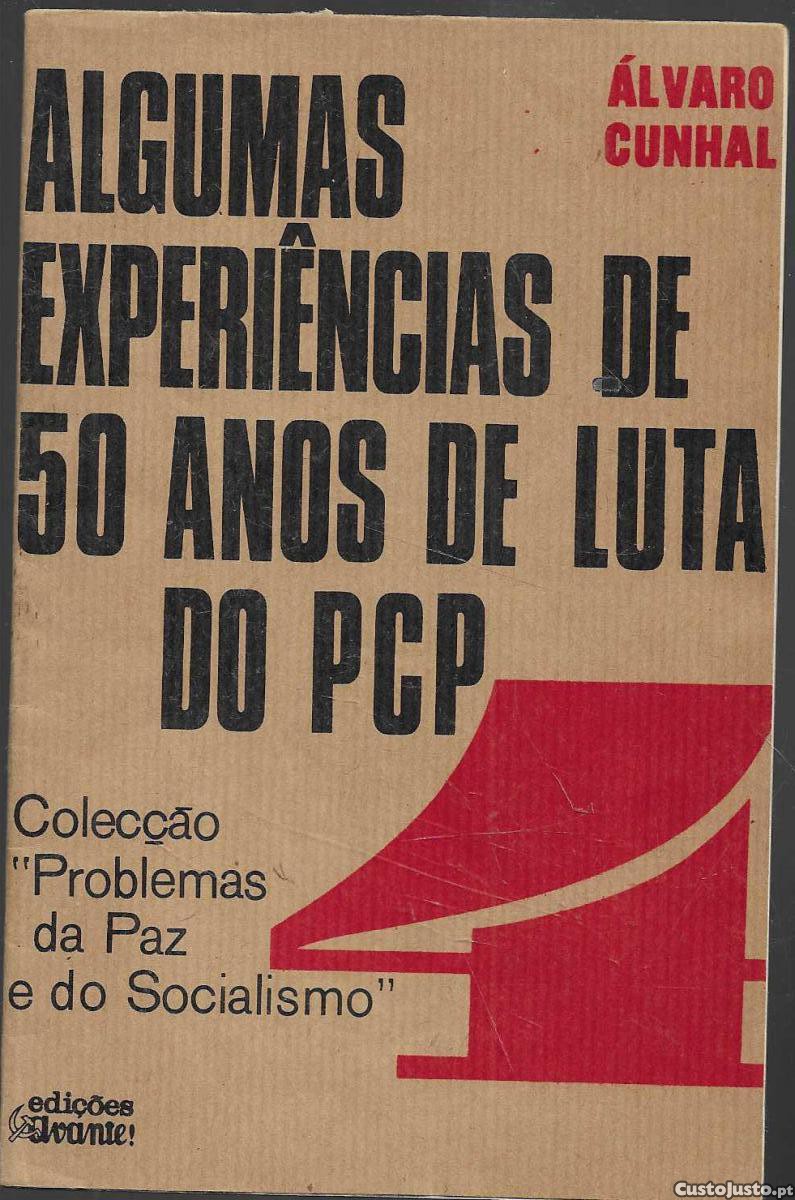 ÁLVARO
CUNHAL
ALGUMAS
EXPERIÊNCIAS DE
50 ANOS DE LUTA
DO PCP
4
Colecção
"Problemas
da Paz
e do Socialismo"
edições
Avante!
CustoJusto.pt